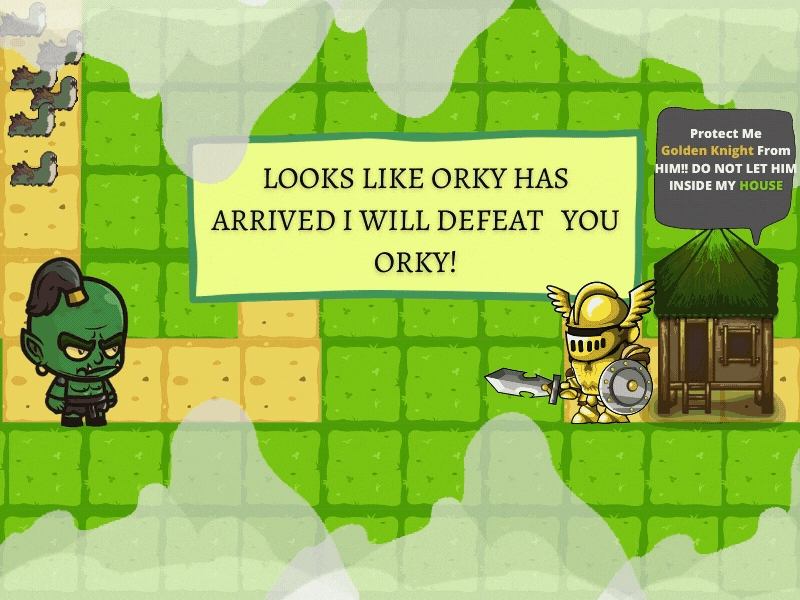 LOOKS LIKE ORKY HAS
ARRIVED I WILL DEFEAT YOU
ORKY!
Protect Me
Golden Knight From
HIM!! DO NOT LET HIM
INSIDE MY HOUSE